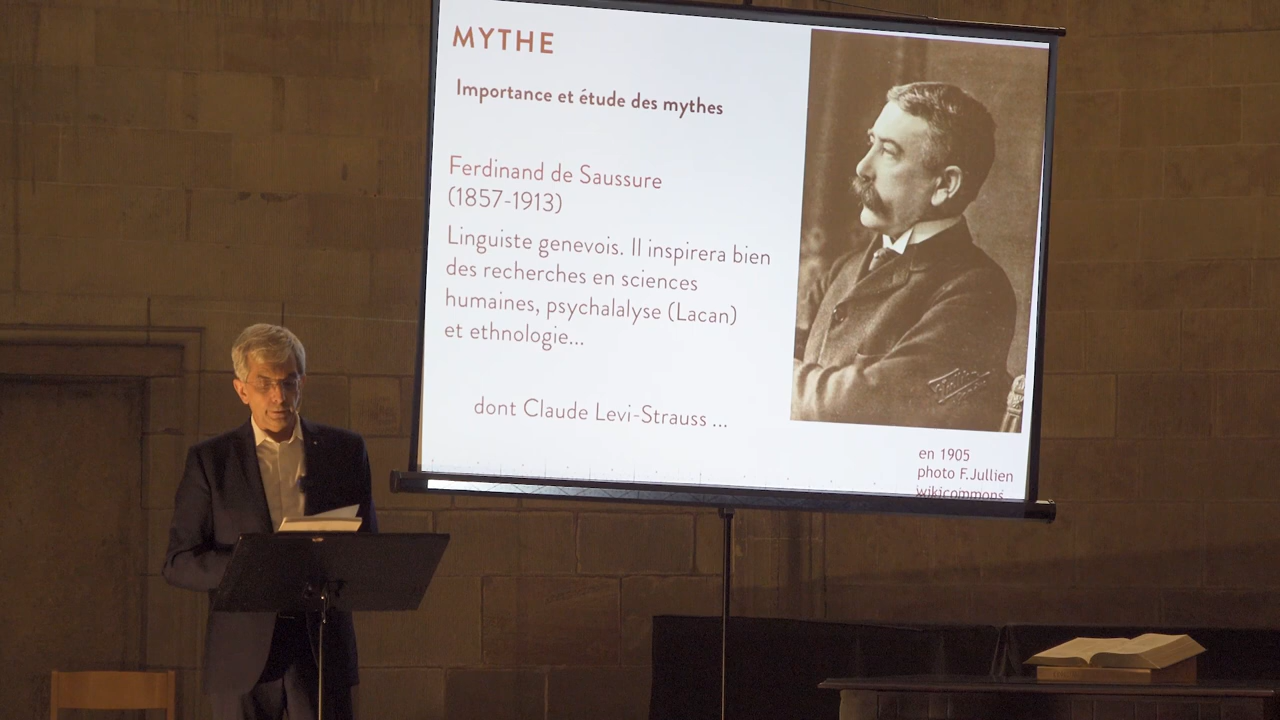 MYTHE
Importance et étude des mythes
Ferdinand de Saussure
(1857-1913)
Linguiste genevois. Il inspirera bien
des recherches en sciences
humaines, psychalalyse (Lacan)
et ethnologie...
dont Claude Levi-Strauss ...
en 1905
photo F.Jullien
wikicommons